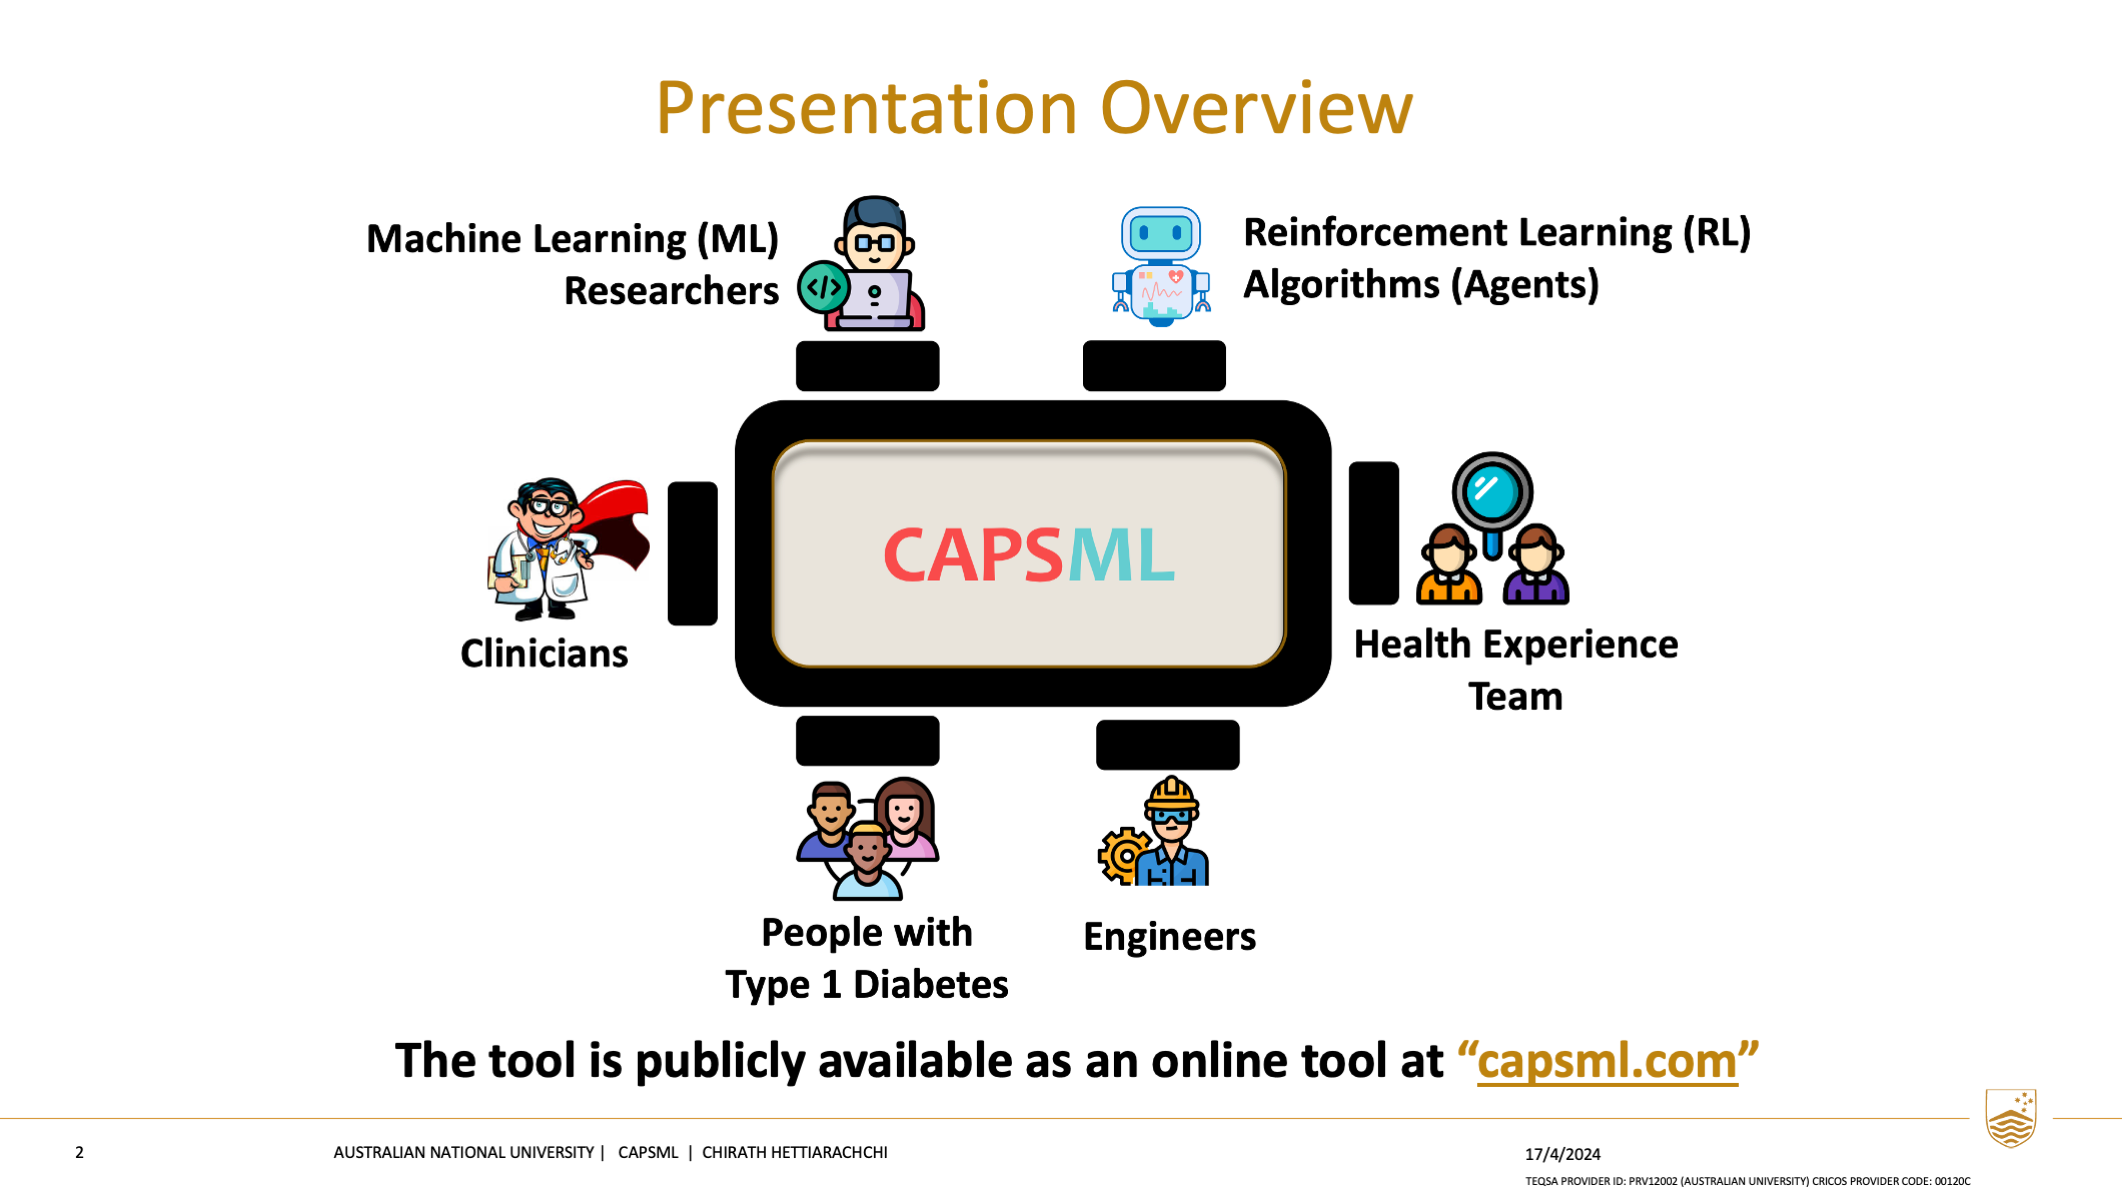 Presentation Overview
Machine Learning (ML)
Researchers
</>
Reinforcement Learning (RL)
Algorithms (Agents)
CAPSML
Clinicians
Health Experience
Team
People with
Type 1 Diabetes
Engineers
The tool is publicly available as an online tool at “capsml.com”
2
AUSTRALIAN NATIONAL UNIVERSITY | CAPSML | CHIRATH HETTIARACHCHI
17/4/2024
TEQSA PROVIDER ID: PRV12002 (AUSTRALIAN UNIVERSITY) CRICOS PROVIDER CODE: 00120C